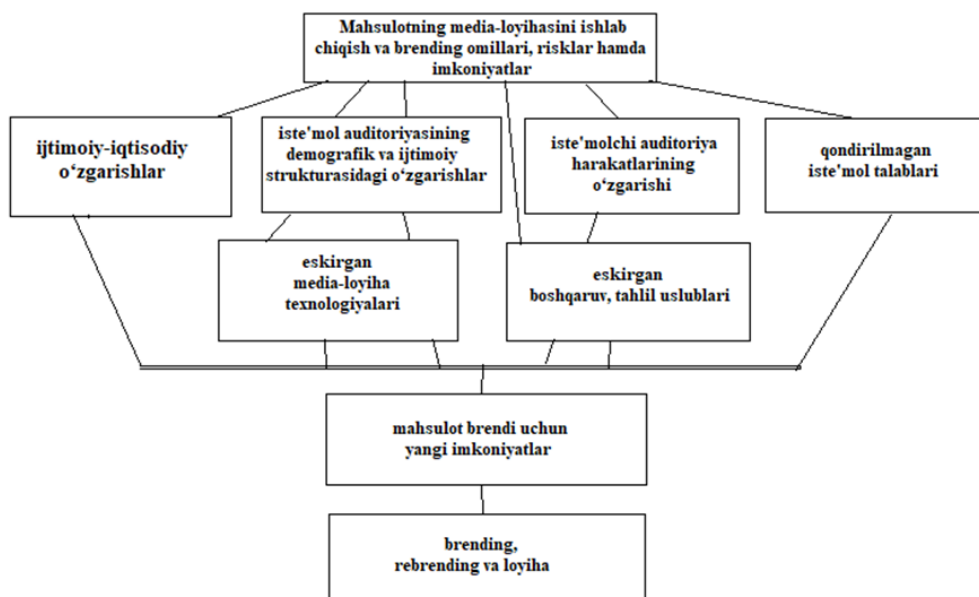 Mahsulotning media-loyihasini ishlab
chiqish va brending omillari, risklar hamda
imkoniyatlar
ijtimoiy-iqtisodiy
o‘zgarishlar
iste'mol auditoriyasining
demografik va ijtimoiy
strukturasidagi o‘zgarishlar
iste'molchi auditoriya
harakatlarining
o‘zgarishi
qondirilmagan
iste'mol talablari
eskirgan
media-loyiha
texnologiyalari
eskirgan
boshqaruv, tahlil uslublari
mahsulot brendi uchun
yangi imkoniyatlar
brending,
rebrending va loyiha